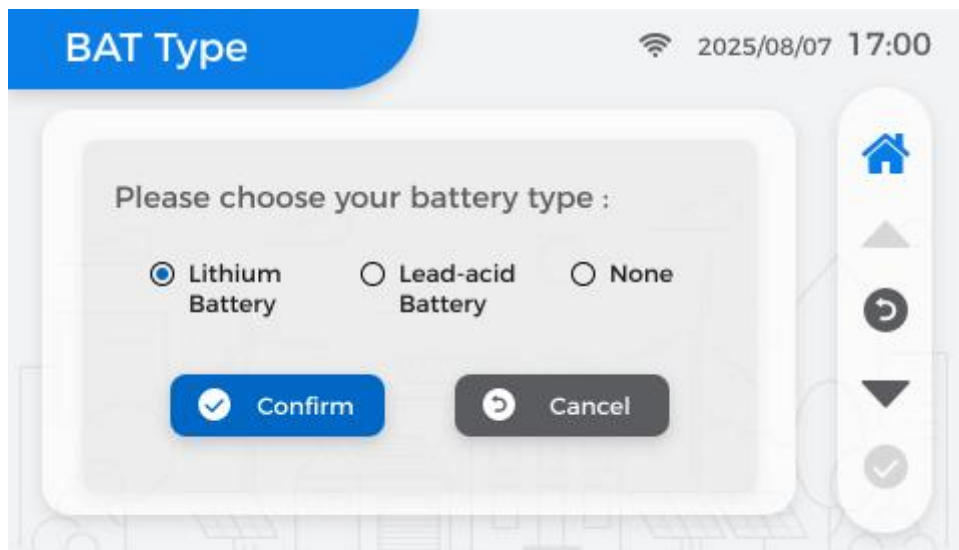 BAT Type
2025/08/07 17:00
Please choose your battery type :
Lithium Battery
Lead-acid Battery
None
Confirm
Cancel